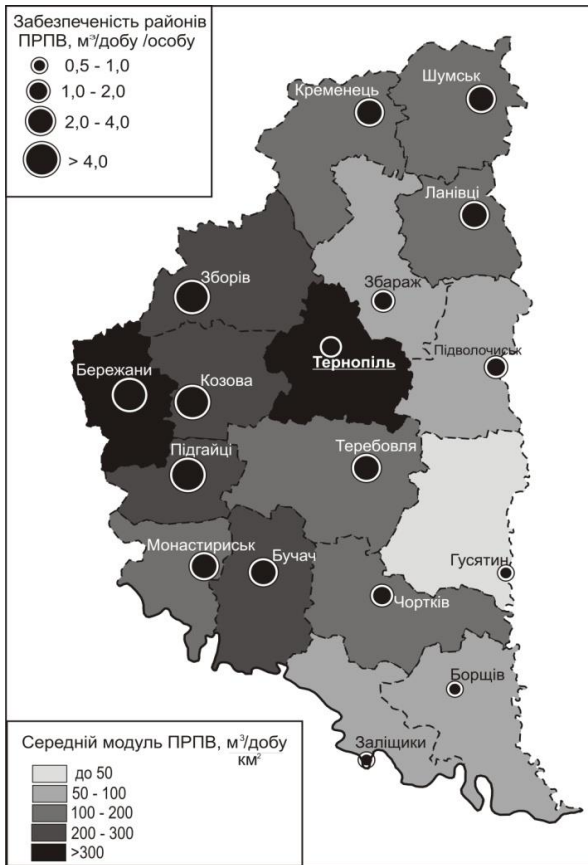 Забезпеченість районів
ПРПВ, м³/добу /особу
0,5 - 1,0
1,0 - 2,0
2,0 - 4,0
> 4,0
Кременець
Шумськ
Ланівці
Зборів
Збараж
Тернопіль
Підволочиськ
Бережани
Козова
Підгайці
Теребовля
Монастириськ
Бучач
Гусятин
Чортків
Борщів
Заліщики
Середній модуль ПРПВ, м³/добу
км²
до 50
50 - 100
100 - 200
200 - 300
>300